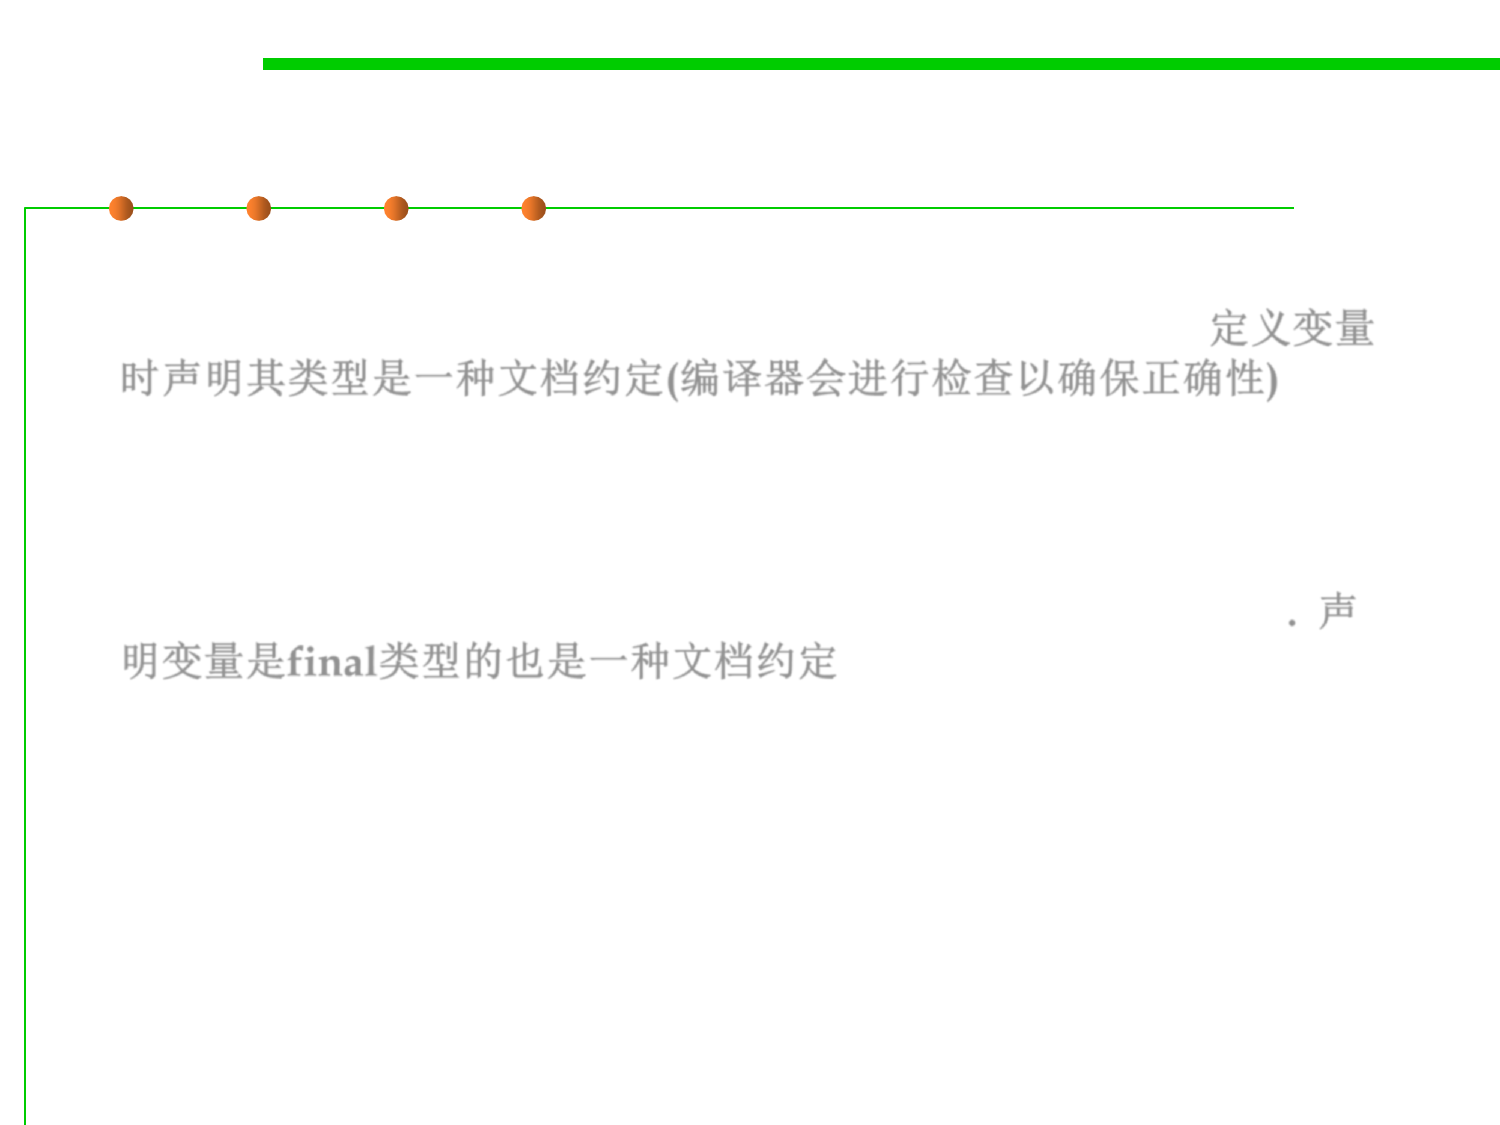 定义变量
时声明其类型是一种文档约定(编译器会进行检查以确保正确性)
. 声
明变量是final类型的也是一种文档约定